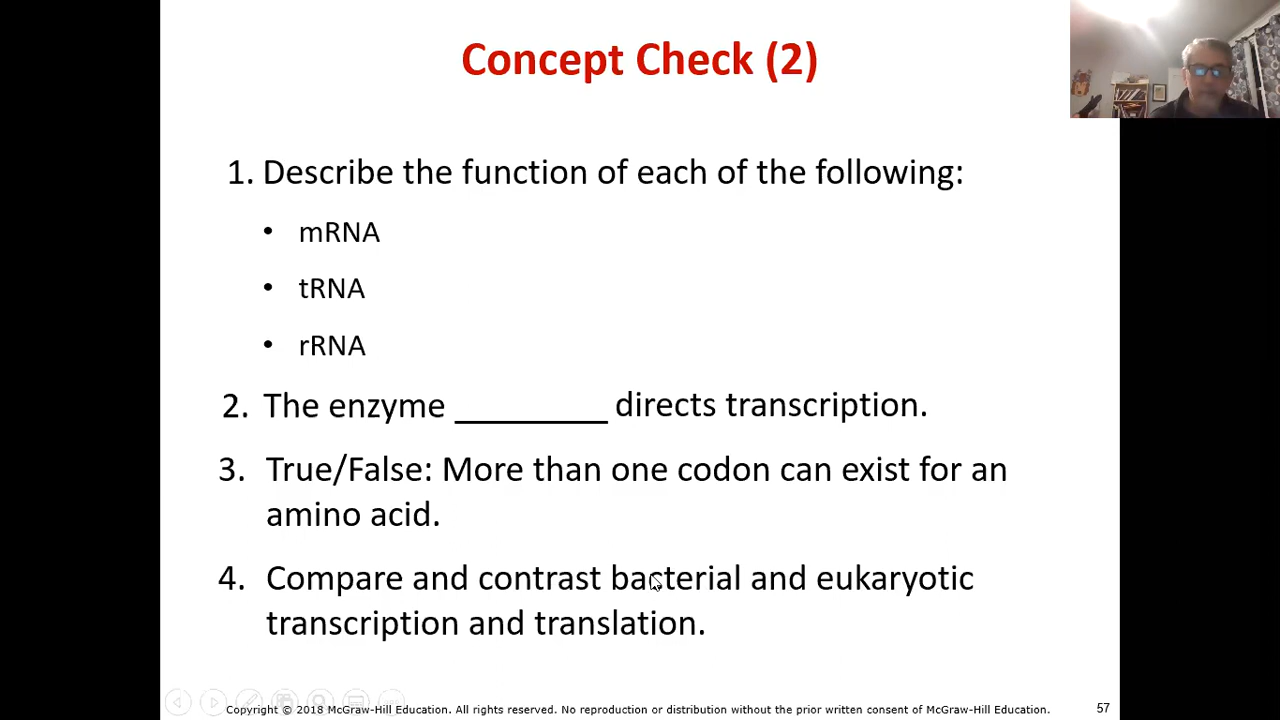 Concept Check (2)
1. Describe the function of each of the following:
• mRNA
• tRNA
• rRNA
2. The enzyme ________ directs transcription.
3. True/False: More than one codon can exist for an
amino acid.
4. Compare and contrast bacterial and eukaryotic
transcription and translation.
Copyright © 2018 McGraw-Hill Education. All rights reserved. No reproduction or distribution without the prior written consent of McGraw-Hill Education.
57